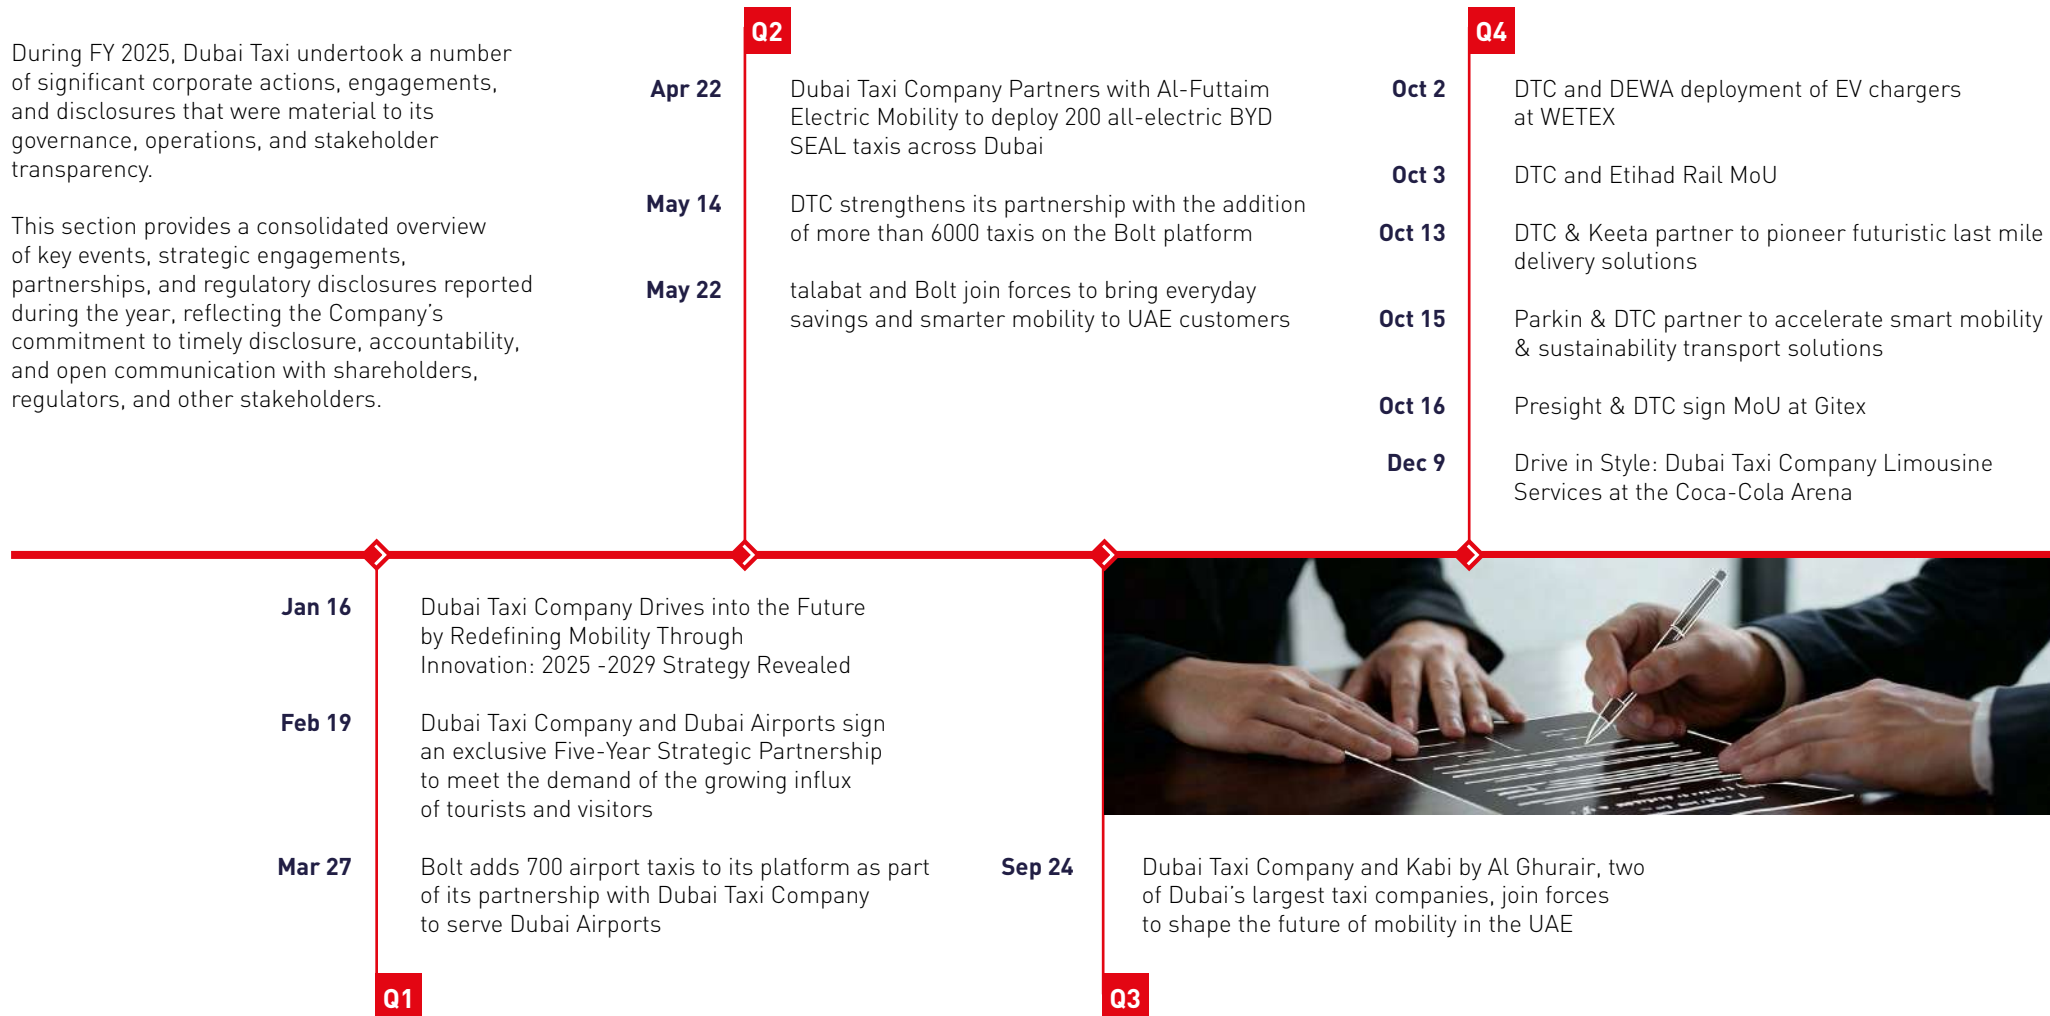 During FY 2025, Dubai Taxi undertook a number
of significant corporate actions, engagements,
and disclosures that were material to its
governance, operations, and stakeholder
transparency.
This section provides a consolidated overview
of key events, strategic engagements,
partnerships, and regulatory disclosures reported
during the year, reflecting the Company’s
commitment to timely disclosure, accountability,
and open communication with shareholders,
regulators, and other stakeholders.
Q1
Jan 16
Dubai Taxi Company Drives into the Future
by Redefining Mobility Through
Innovation: 2025 -2029 Strategy Revealed
Feb 19
Dubai Taxi Company and Dubai Airports sign
an exclusive Five-Year Strategic Partnership
to meet the demand of the growing influx
of tourists and visitors
Mar 27
Bolt adds 700 airport taxis to its platform as part
of its partnership with Dubai Taxi Company
to serve Dubai Airports
Q2
Apr 22
Dubai Taxi Company Partners with Al-Futtaim
Electric Mobility to deploy 200 all-electric BYD
SEAL taxis across Dubai
May 14
DTC strengthens its partnership with the addition
of more than 6000 taxis on the Bolt platform
May 22
talabat and Bolt join forces to bring everyday
savings and smarter mobility to UAE customers
Q3
Sep 24
Dubai Taxi Company and Kabi by Al Ghurair, two
of Dubai’s largest taxi companies, join forces
to shape the future of mobility in the UAE
Q4
Oct 2
DTC and DEWA deployment of EV chargers
at WETEX
Oct 3
DTC and Etihad Rail MoU
Oct 13
DTC & Keeta partner to pioneer futuristic last mile
delivery solutions
Oct 15
Parkin & DTC partner to accelerate smart mobility
& sustainability transport solutions
Oct 16
Presight & DTC sign MoU at Gitex
Dec 9
Drive in Style: Dubai Taxi Company Limousine
Services at the Coca-Cola Arena